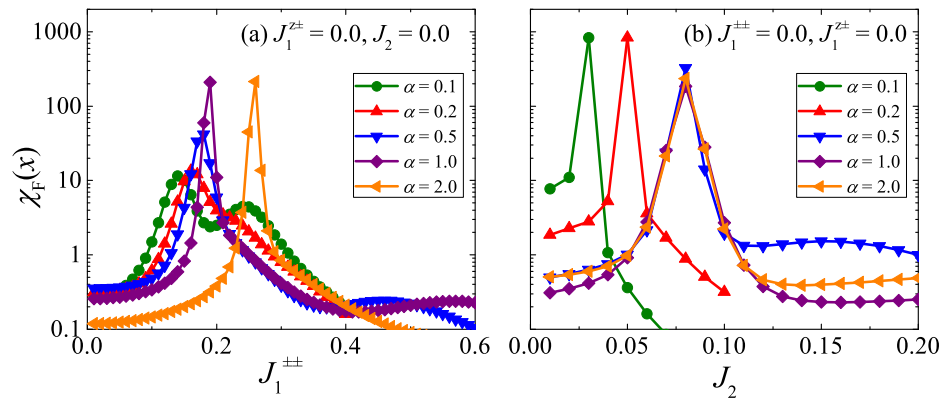 (a) J₁ᶻ± = 0.0, J₂ = 0.0
1000
100
10
1
0.1
χF(x)
α = 0.1
α = 0.2
α = 0.5
α = 1.0
α = 2.0
0.0
0.2
0.4
0.6
J₁±±
(b) J₁±± = 0.0, J₁ᶻ± = 0.0
α = 0.1
α = 0.2
α = 0.5
α = 1.0
α = 2.0
0.00
0.05
0.10
0.15
0.20
J₂